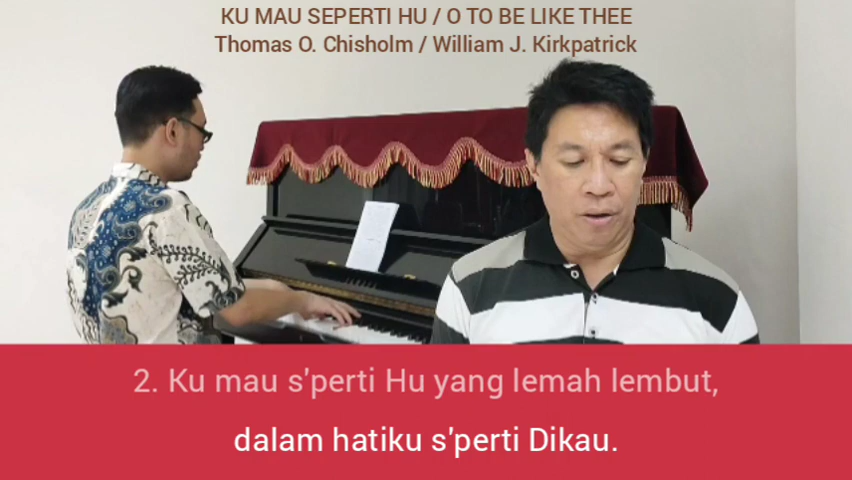 KU MAU SEPERTI HU / O TO BE LIKE THEE
Thomas O. Chisholm / William J. Kirkpatrick
2. Ku mau s'perti Hu yang lemah lembut,
dalam hatiku s'perti Dikau.